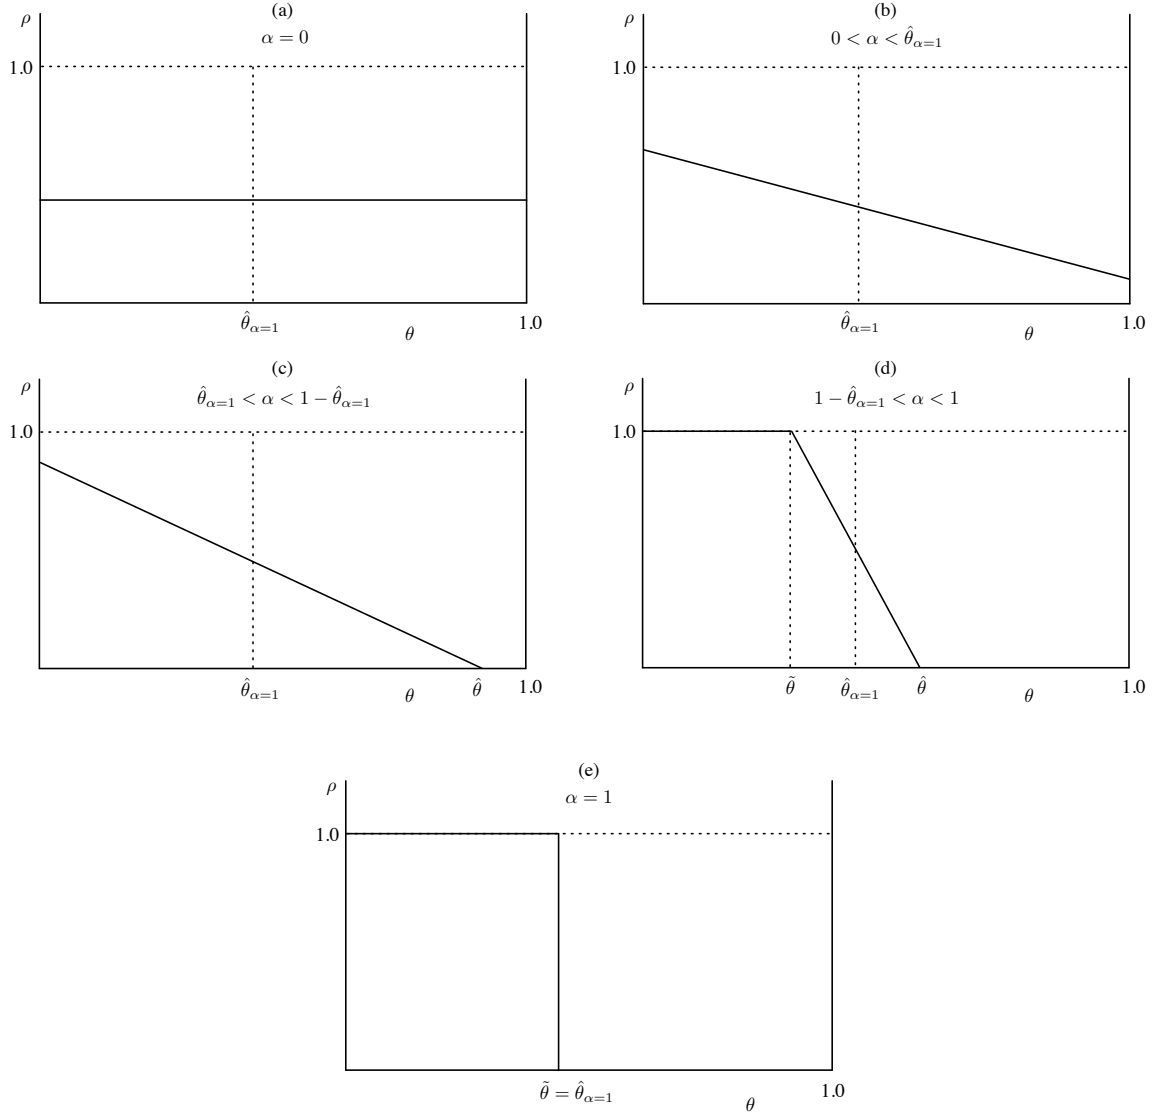 (a)
ρ
α = 0
1.0
θ̂α=1
θ
1.0
(b)
ρ
0 < α < θ̂α=1
1.0
θ̂α=1
θ
1.0
(c)
ρ
θ̂α=1 < α < 1 − θ̂α=1
1.0
θ̂α=1
θ
θ̂
1.0
(d)
ρ
1 − θ̂α=1 < α < 1
1.0
θ̃
θ̂α=1
θ̂
θ
1.0
(e)
ρ
α = 1
1.0
θ̃ = θ̂α=1
θ
1.0